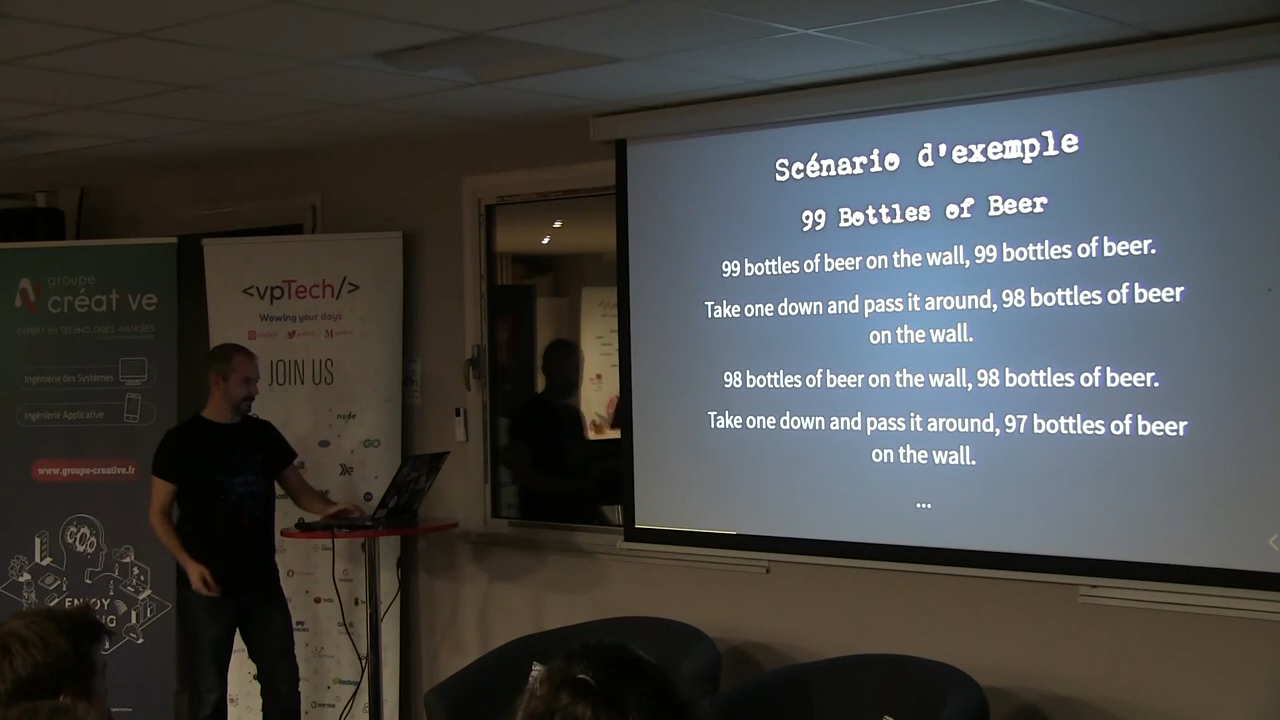 Scénario d'exemple
99 Bottles of Beer
99 bottles of beer on the wall, 99 bottles of beer.
Take one down and pass it around, 98 bottles of beer
on the wall.
98 bottles of beer on the wall, 98 bottles of beer.
Take one down and pass it around, 97 bottles of beer
on the wall.
...
groupe
créat ve
EXPERT EN TECHNOLOGIES AVANCÉES
Ingénierie des Systèmes
Ingénierie Applicative
www.groupe-creative.fr
ENJOY
<vpTech/>
Wowing your days
JOIN US
node
GO